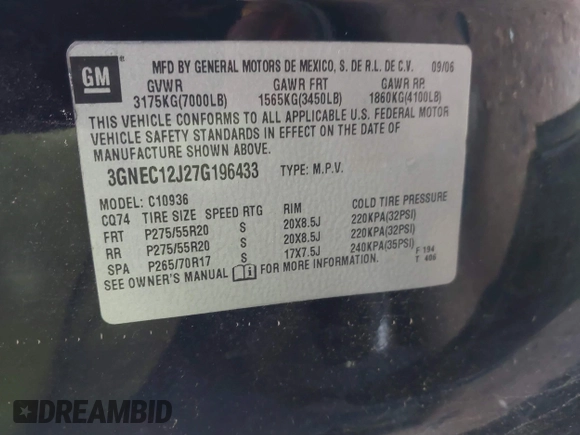 GM
MFD BY GENERAL MOTORS DE MEXICO, S. DE R.L. DE C.V. 09/06
GVWR GAWR FRT GAWR RR
3175KG(7000LB) 1565KG(3450LB) 1860KG(4100LB)
THIS VEHICLE CONFORMS TO ALL APPLICABLE U.S. FEDERAL MOTOR
VEHICLE SAFETY STANDARDS IN EFFECT ON THE DATE OF
MANUFACTURE SHOWN ABOVE.
3GNEC12J27G196433 TYPE: M.P.V.
MODEL: C10936
CQ74 TIRE SIZE SPEED RTG RIM COLD TIRE PRESSURE
FRT P275/55R20 S 20X8.5J 220KPA(32PSI)
RR P275/55R20 S 20X8.5J 220KPA(32PSI)
SPA P265/70R17 S 17X7.5J 240KPA(35PSI) F 194
SEE OWNER'S MANUAL FOR MORE INFORMATION. T 406
DREAMBID